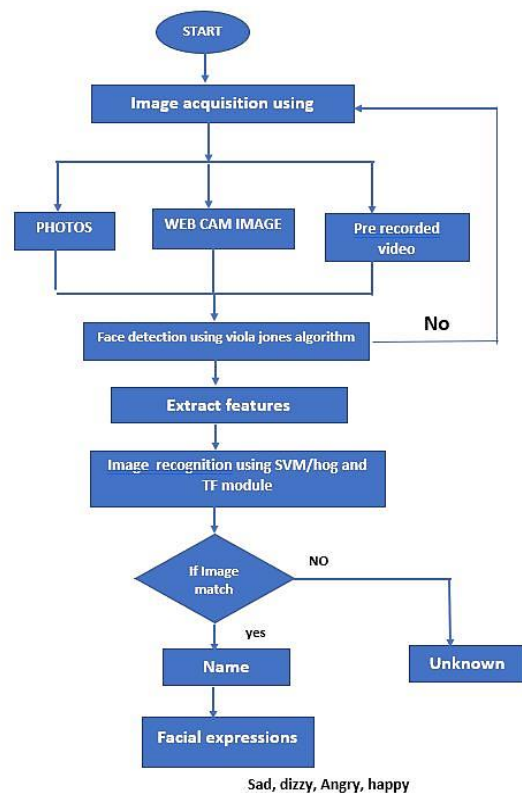 START
Image acquisition using
PHOTOS
WEB CAM IMAGE
Pre recorded
video
Face detection using viola jones algorithm
No
Extract features
Image recognition using SVM/hog and
TF module
If Image
match
NO
yes
Name
Unknown
Facial expressions
Sad, dizzy, Angry, happy